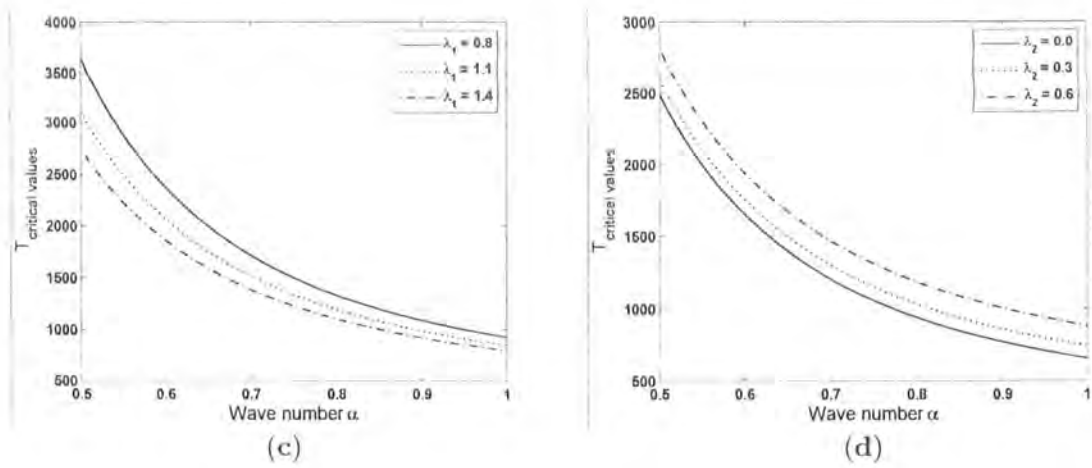 4000
3500
3000
2500
2000
1500
1000
500
T critical values
λ1 = 0.8
λ1 = 1.1
λ1 = 1.4
0.5 0.6 0.7 0.8 0.9 1
Wave number α
(c)
3000
2500
2000
1500
1000
500
T critical values
λ2 = 0.0
λ2 = 0.3
λ2 = 0.6
0.5 0.6 0.7 0.8 0.9 1
Wave number α
(d)